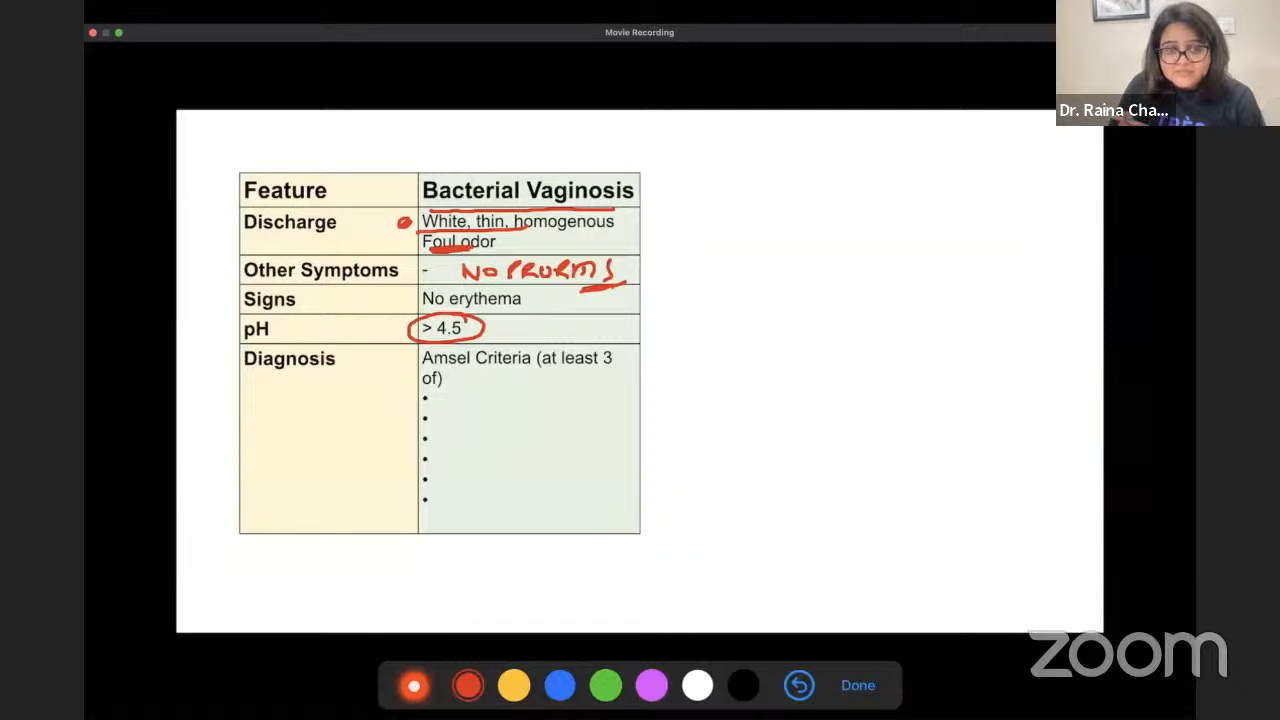 Movie Recording
Dr. Raina Cha...
Feature
Bacterial Vaginosis
Discharge
White, thin, homogenous
Foul odor
Other Symptoms
-
NO PRURITIS
Signs
No erythema
pH
> 4.5
Diagnosis
Amsel Criteria (at least 3
of)
•
•
•
•
•
•
zoom
Done